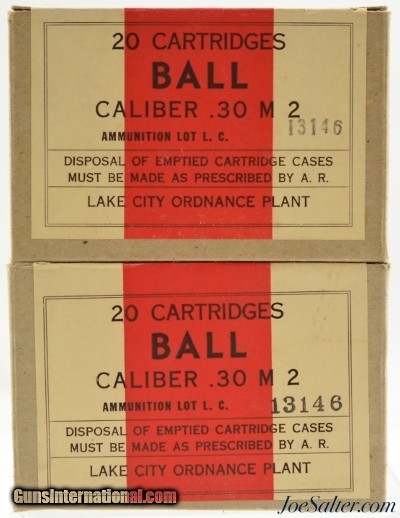 20 CARTRIDGES
BALL
CALIBER .30 M 2
AMMUNITION LOT L. C. 13146
DISPOSAL OF EMPTIED CARTRIDGE CASES
MUST BE MADE AS PRESCRIBED BY A. R.
LAKE CITY ORDNANCE PLANT
20 CARTRIDGES
BALL
CALIBER .30 M 2
AMMUNITION LOT L. C. 13146
DISPOSAL OF EMPTIED CARTRIDGE CASES
MUST BE MADE AS PRESCRIBED BY A. R.
LAKE CITY ORDNANCE PLANT
GunsInternational.com
JoeSalter.com